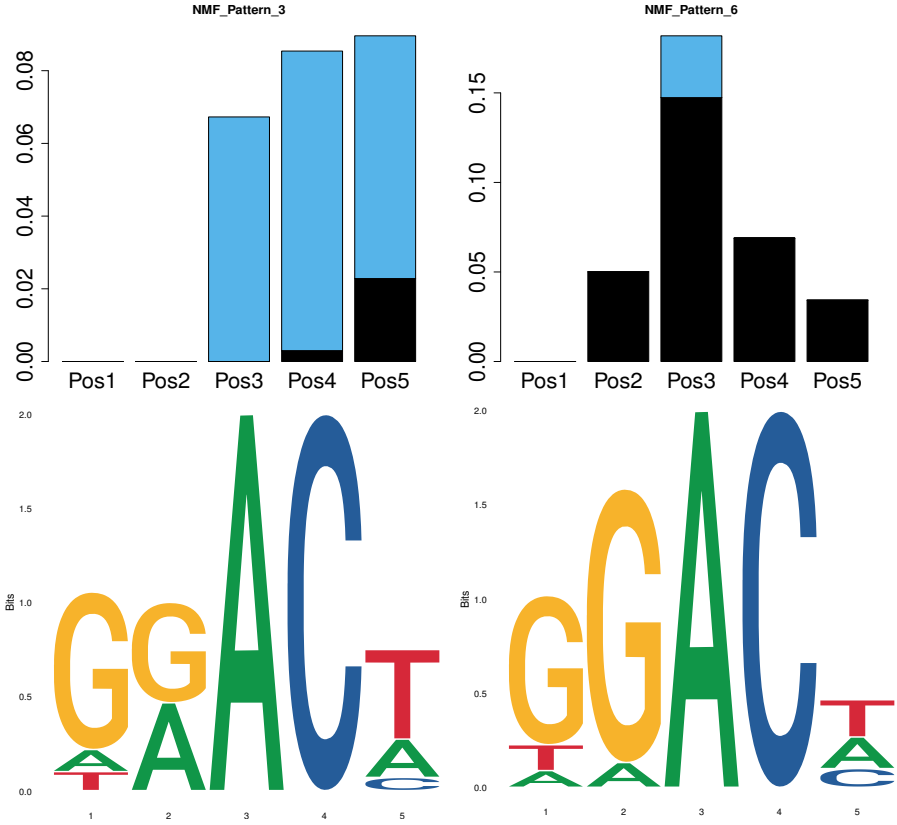 NMF_Pattern_3
NMF_Pattern_6
0.08
0.06
0.04
0.02
0.00
Pos1 Pos2 Pos3 Pos4 Pos5
0.15
0.10
0.05
0.00
Pos1 Pos2 Pos3 Pos4 Pos5
2.0
1.5
1.0
0.5
0.0
Bits
G A T
G A
A
C
T A C
1 2 3 4 5
2.0
1.5
1.0
0.5
0.0
Bits
G T A
G A
A
C
T A C
1 2 3 4 5